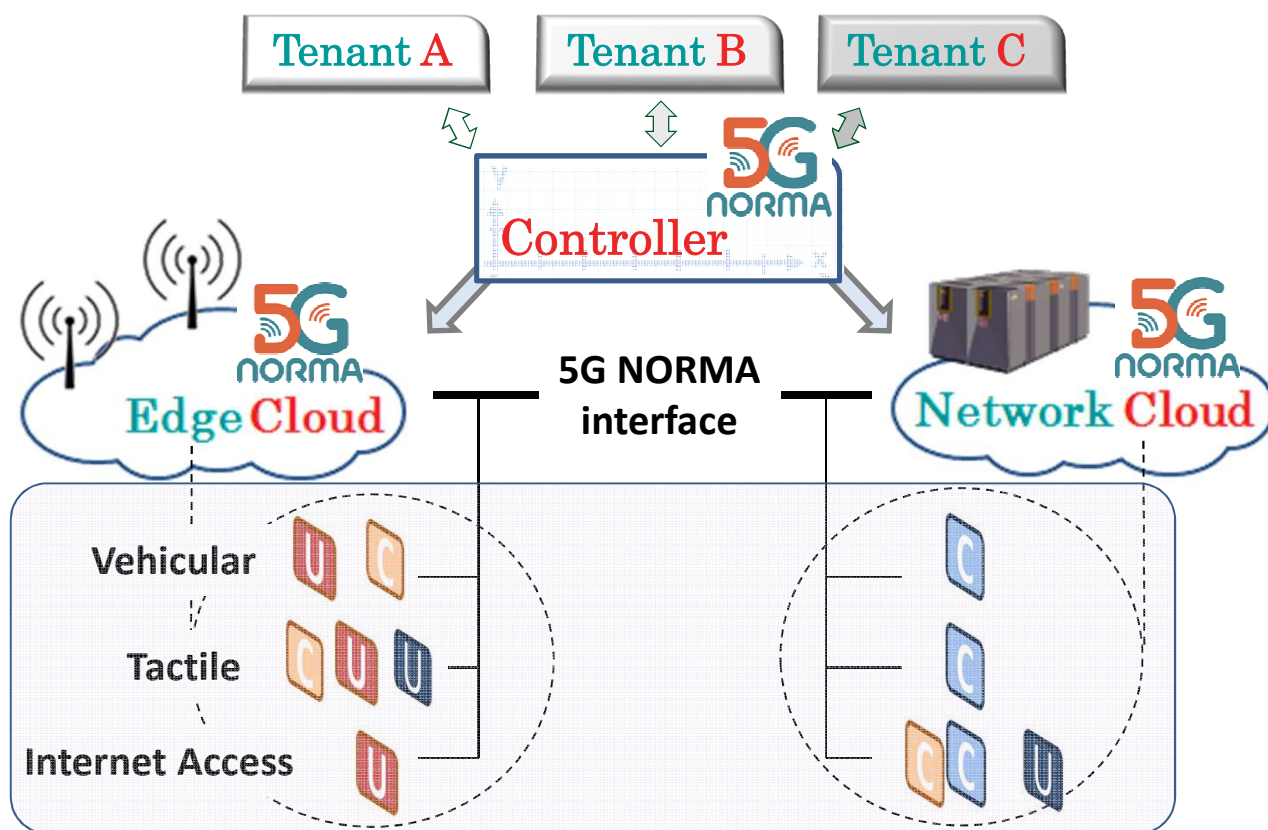 Tenant A
Tenant B
Tenant C
5G
NORMA
Controller
5G
NORMA
Edge Cloud
5G NORMA
interface
5G
NORMA
Network Cloud
Vehicular
U C
C
Tactile
C U U
C
Internet Access
U
C C U